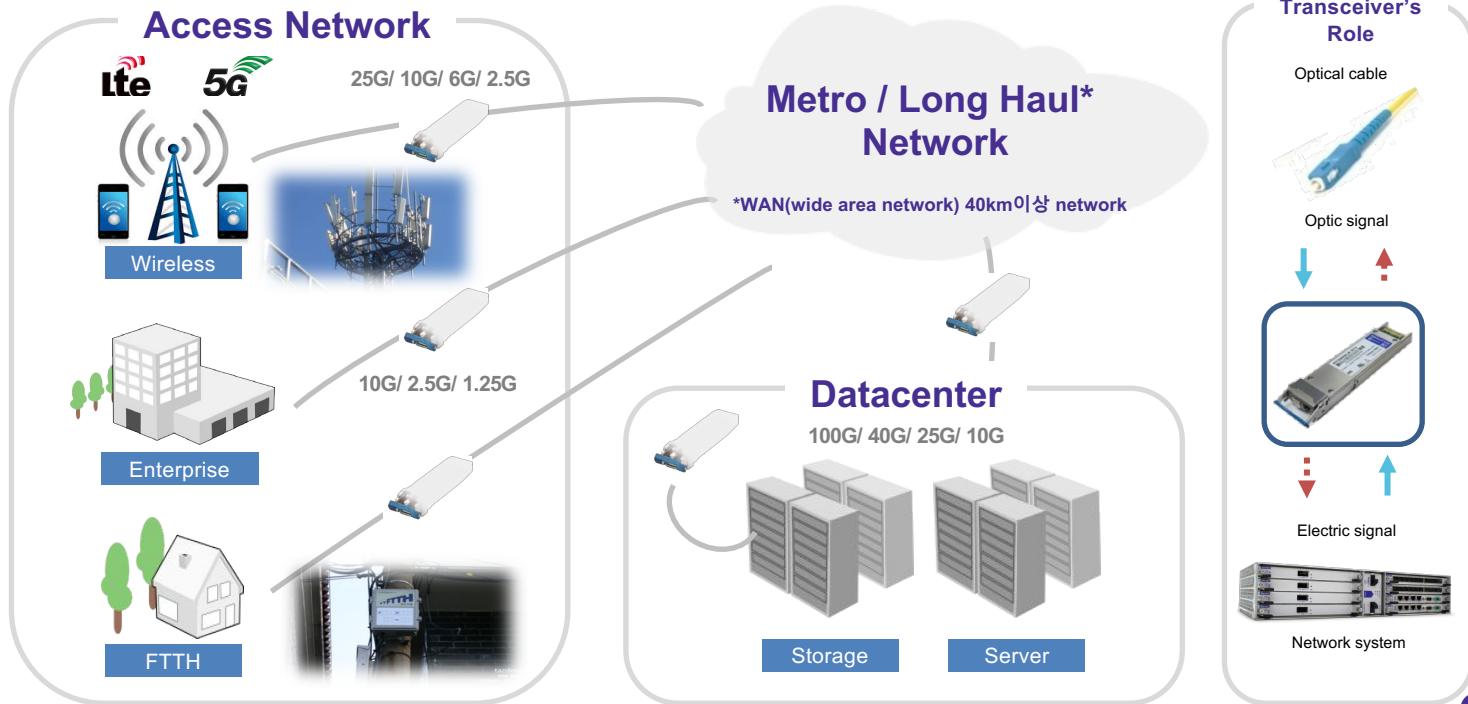 Access Network
Lte
5G
25G/ 10G/ 6G/ 2.5G
Wireless
10G/ 2.5G/ 1.25G
Enterprise
FTTH
FTTH
Metro / Long Haul*
Network
*WAN(wide area network) 40km이상 network
Datacenter
100G/ 40G/ 25G/ 10G
Storage
Server
Transceiver's
Role
Optical cable
Optic signal
Electric signal
Network system